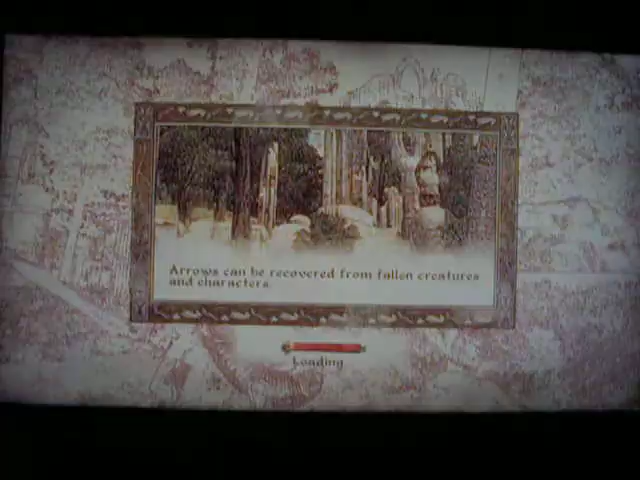 Arrows can be recovered from fallen creatures
and characters.
Loading